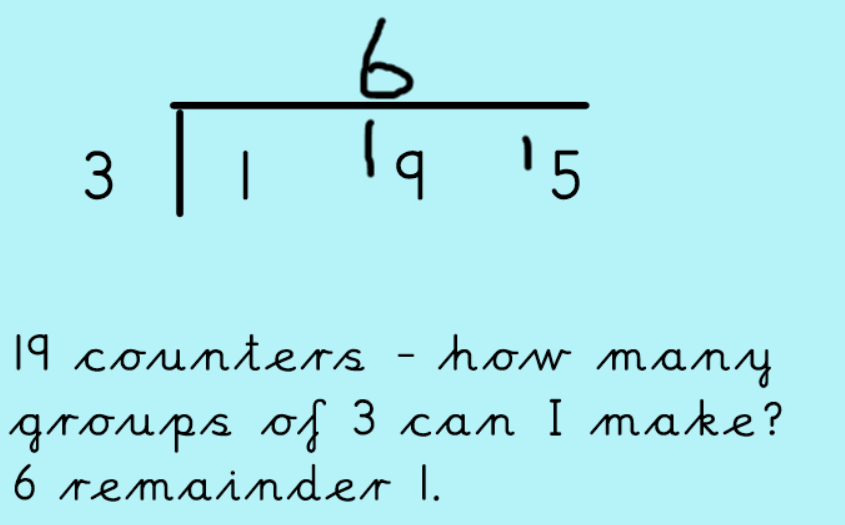 6
3 1 19 15
19 counters - how many
groups of 3 can I make?
6 remainder 1.